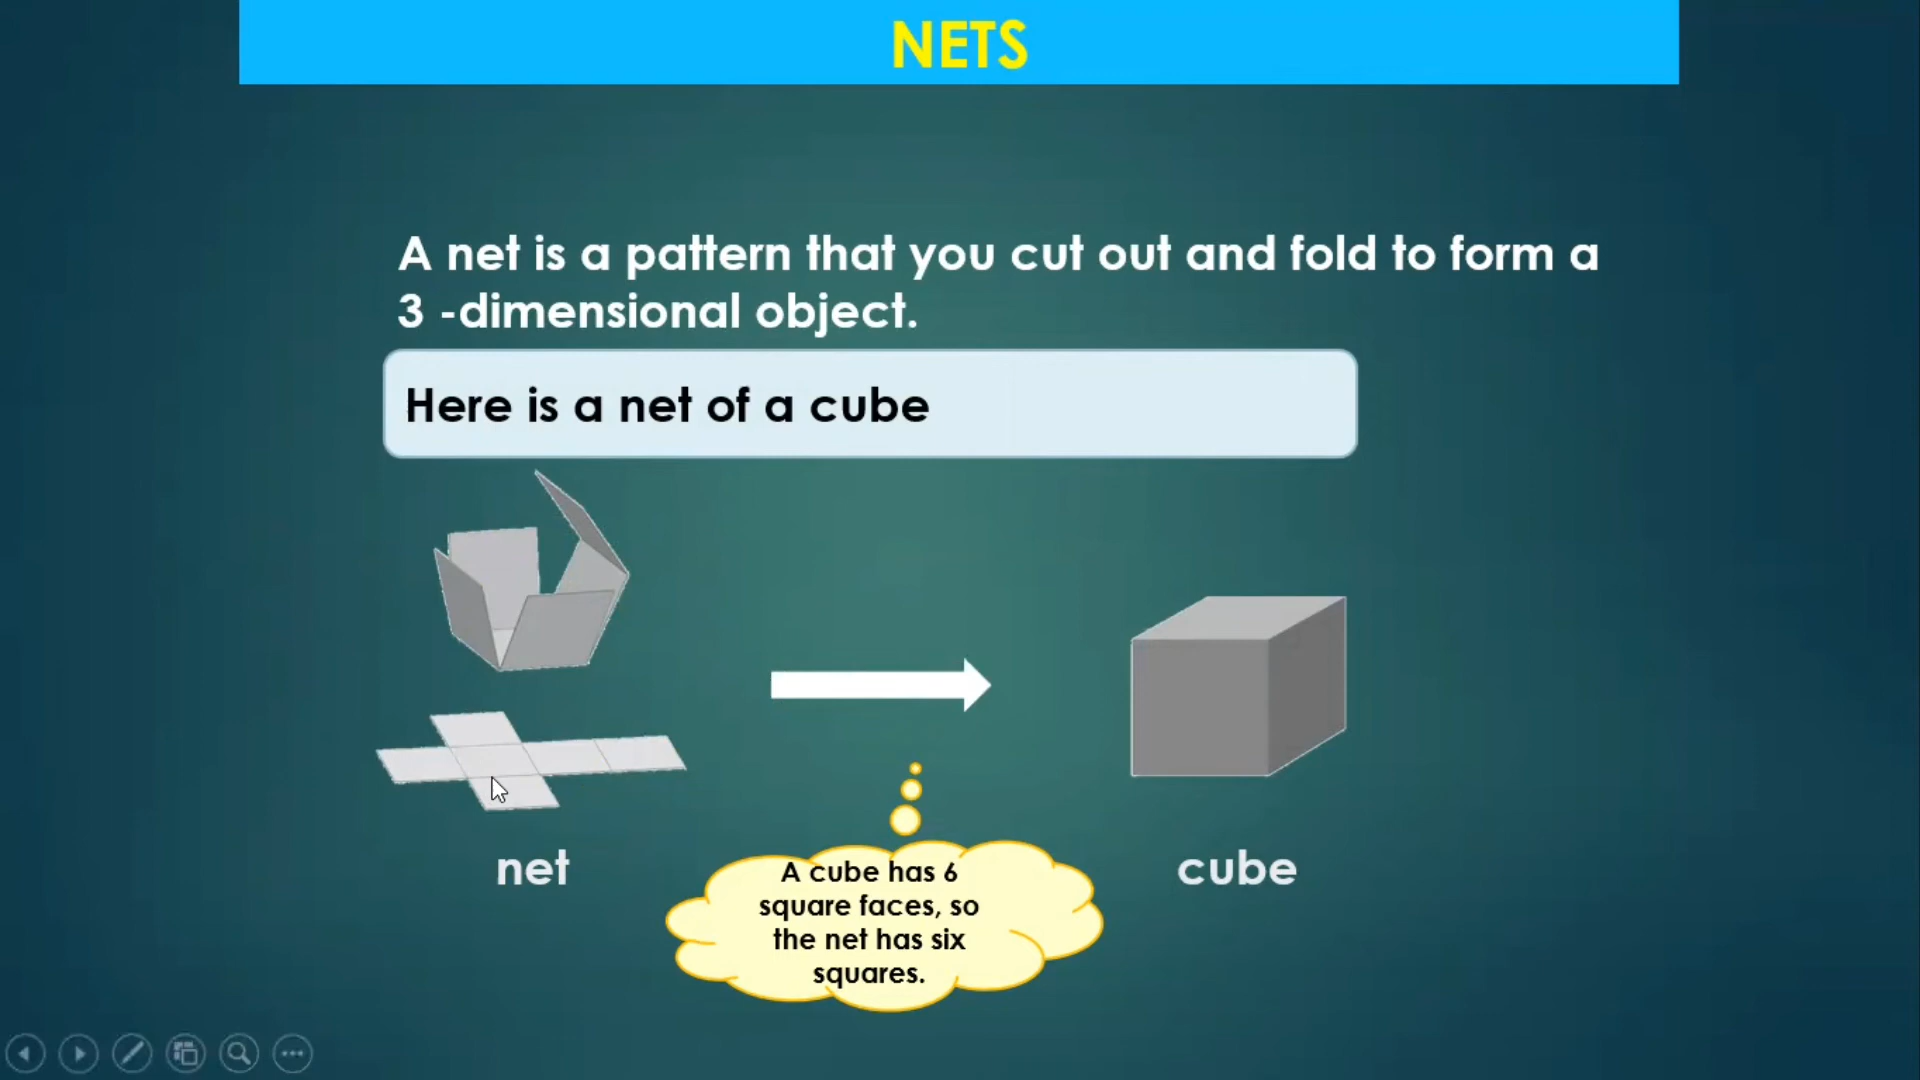 NETS
A net is a pattern that you cut out and fold to form a
3 -dimensional object.
Here is a net of a cube
net
cube
A cube has 6
square faces, so
the net has six
squares.